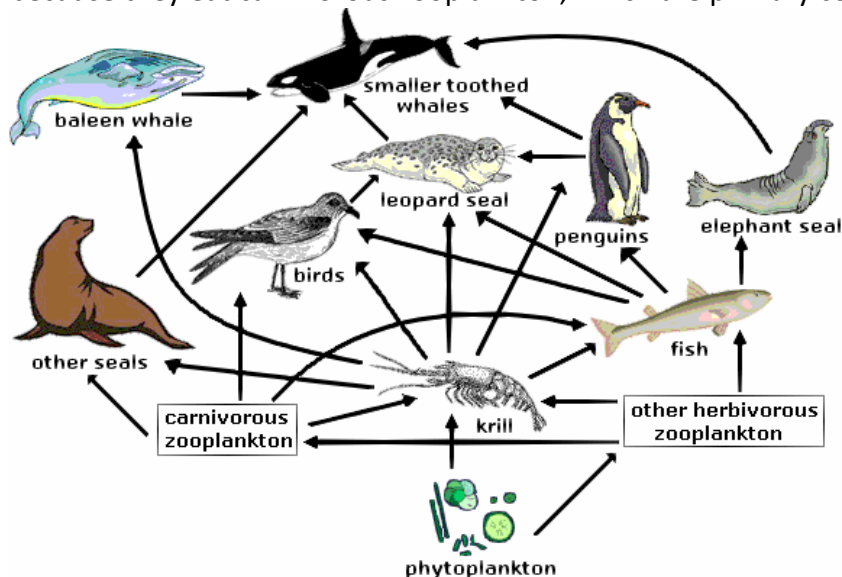 smaller toothed
whales
baleen whale
leopard seal
elephant seal
penguins
birds
other seals
fish
carnivorous
zooplankton
krill
other herbivorous
zooplankton
phytoplankton